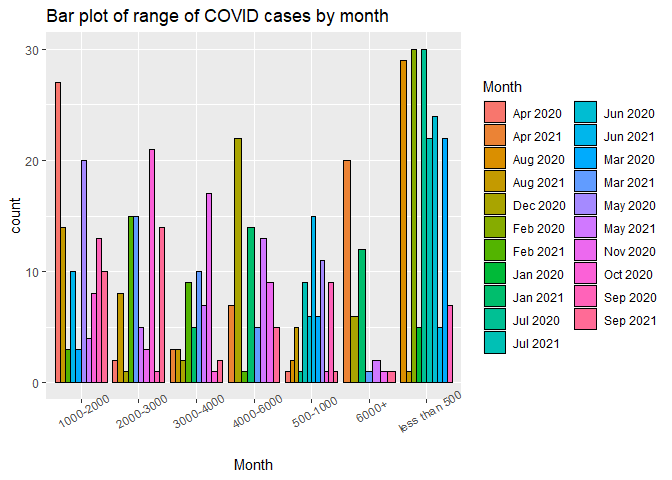 Bar plot of range of COVID cases by month
30
20
10
0
count
1000-2000
2000-3000
3000-4000
4000-6000
500-1000
6000+
less than 500
Month
Month
Apr 2020
Apr 2021
Aug 2020
Aug 2021
Dec 2020
Feb 2020
Feb 2021
Jan 2020
Jan 2021
Jul 2020
Jul 2021
Jun 2020
Jun 2021
Mar 2020
Mar 2021
May 2020
May 2021
Nov 2020
Oct 2020
Sep 2020
Sep 2021